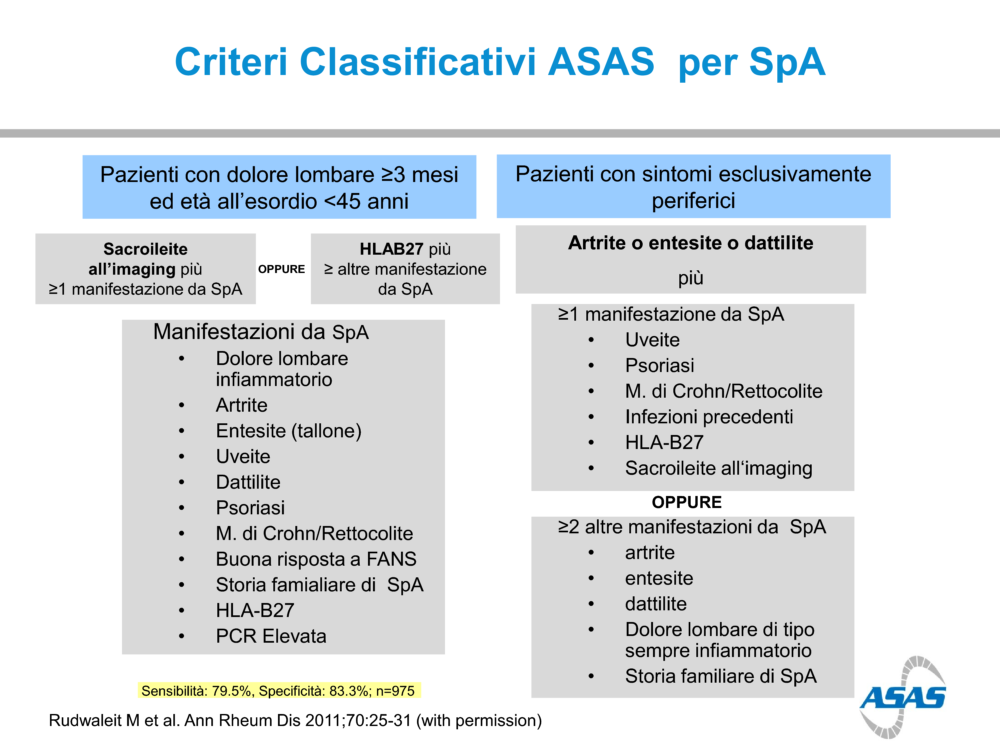 Criteri Classificativi ASAS  per SpA
Pazienti con dolore lombare ≥3 mesi
ed età all’esordio <45 anni
Sacroileite
all’imaging più
≥1 manifestazione da SpA
OPPURE
HLAB27 più
≥ altre manifestazione
da SpA
Manifestazioni da SpA
• Dolore lombare
infiammatorio
• Artrite
• Entesite (tallone)
• Uveite
• Dattilite
• Psoriasi
• M. di Crohn/Rettocolite
• Buona risposta a FANS
• Storia famialiare di  SpA
• HLA-B27
• PCR Elevata
Sensibilità: 79.5%, Specificità: 83.3%; n=975
Pazienti con sintomi esclusivamente
periferici
Artrite o entesite o dattilite
più
≥1 manifestazione da SpA
• Uveite
• Psoriasi
• M. di Crohn/Rettocolite
• Infezioni precedenti
• HLA-B27
• Sacroileite all‘imaging
OPPURE
≥2 altre manifestazioni da  SpA
• artrite
• entesite
• dattilite
• Dolore lombare di tipo
sempre infiammatorio
• Storia familiare di SpA
Rudwaleit M et al. Ann Rheum Dis 2011;70:25-31 (with permission)
ASAS